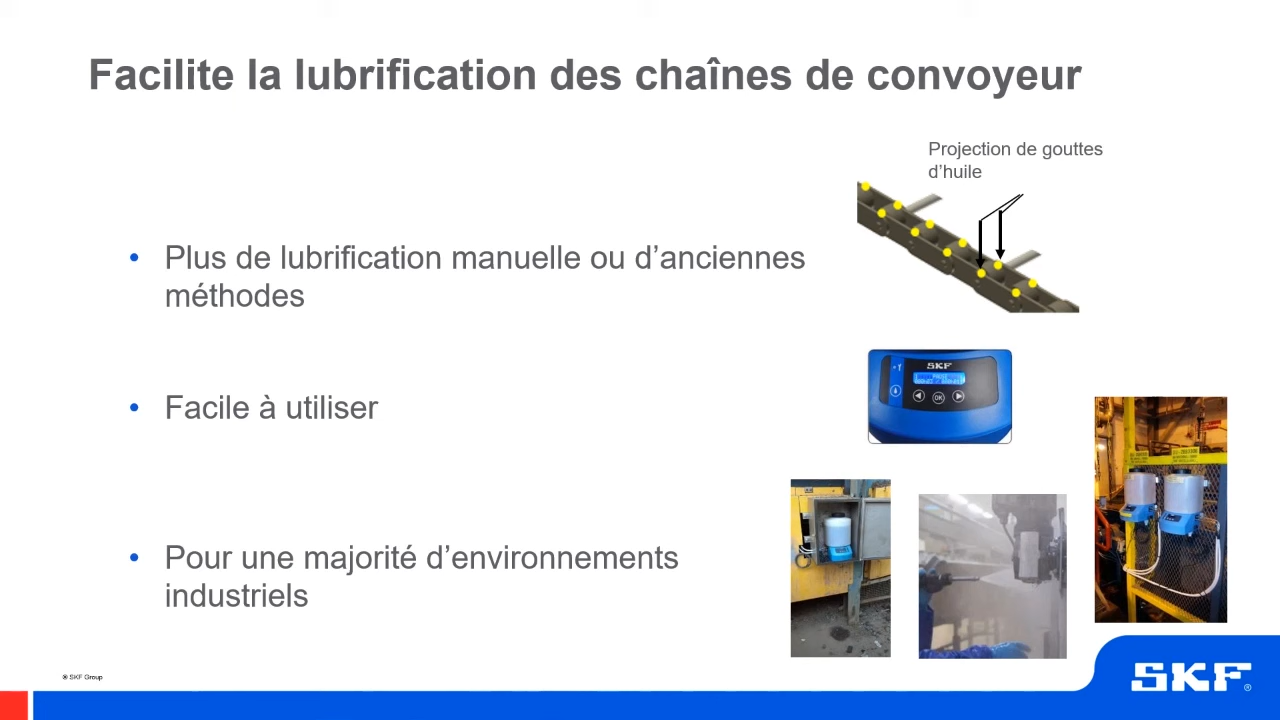 Facilite la lubrification des chaînes de convoyeur
Projection de gouttes
d’huile
• Plus de lubrification manuelle ou d’anciennes
méthodes
SKF
OK
• Facile à utiliser
• Pour une majorité d’environnements
industriels
© SKF Group
SKF®